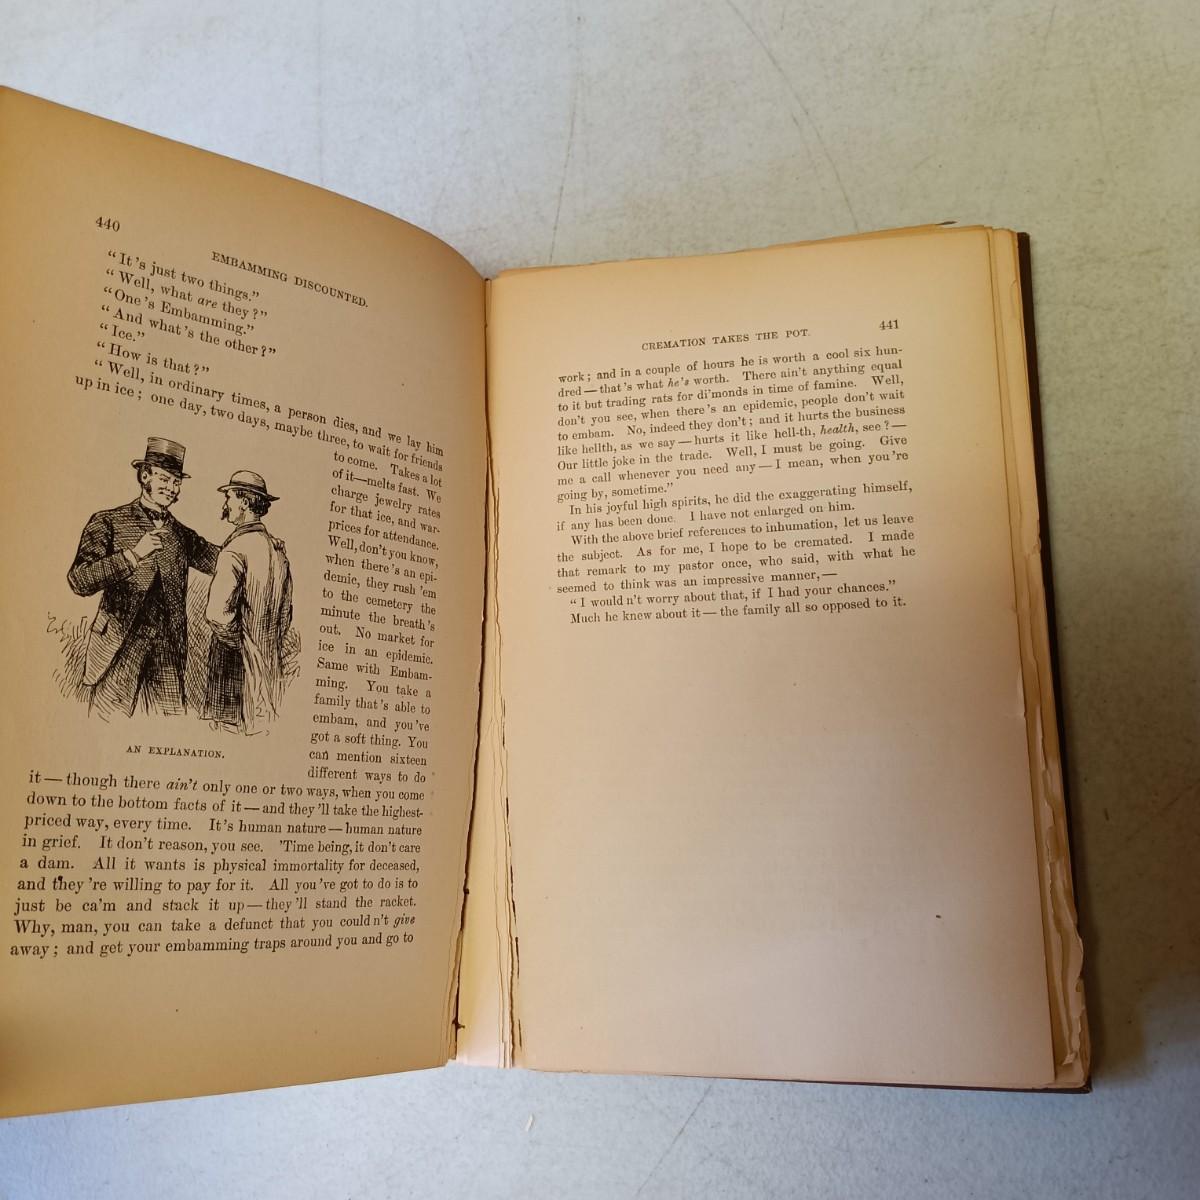 440
EMBAMMING DISCOUNTED.
"It's just two things."
"Well, what are they?"
"One's Embamming."
"And what's the other?"
"Ice."
"How is that?"
"Well, in ordinary times, a person dies, and we lay him
up in ice; one day, two days, maybe three, to wait for friends
to come. Takes a lot
of it—melts fast. We
charge jewelry rates
for that ice, and war-
prices for attendance.
Well, don't you know,
when there's an epi-
demic, they rush 'em
to the cemetery the
minute the breath's
out. No market for
ice in an epidemic.
Same with Embam-
ming. You take a
family that's able to
embam, and you've
got a soft thing. You
can mention sixteen
different ways to do
AN EXPLANATION.
it—though there ain't only one or two ways, when you come
down to the bottom facts of it—and they'll take the highest-
priced way, every time. It's human nature—human nature
in grief. It don't reason, you see. 'Time being, it don't care
a dam. All it wants is physical immortality for deceased,
and they're willing to pay for it. All you've got to do is to
just be ca'm and stack it up—they'll stand the racket.
Why, man, you can take a defunct that you couldn't give
away; and get your embamming traps around you and go to
CREMATION TAKES THE POT. 441
work; and in a couple of hours he is worth a cool six hun-
dred—that's what he's worth. There ain't anything equal
to it but trading rats for di'monds in time of famine. Well,
don't you see, when there's an epidemic, people don't wait
to embam. No, indeed they don't; and it hurts the business
like hellth, as we say—hurts it like hell-th, health, see?—
Our little joke in the trade. Well, I must be going. Give
me a call whenever you need any—I mean, when you're
going by, sometime."
In his joyful high spirits, he did the exaggerating himself,
if any has been done. I have not enlarged on him.
With the above brief references to inhumation, let us leave
the subject. As for me, I hope to be cremated. I made
that remark to my pastor once, who said, with what he
seemed to think was an impressive manner,—
"I wouldn't worry about that, if I had your chances."
Much he knew about it—the family all so opposed to it.